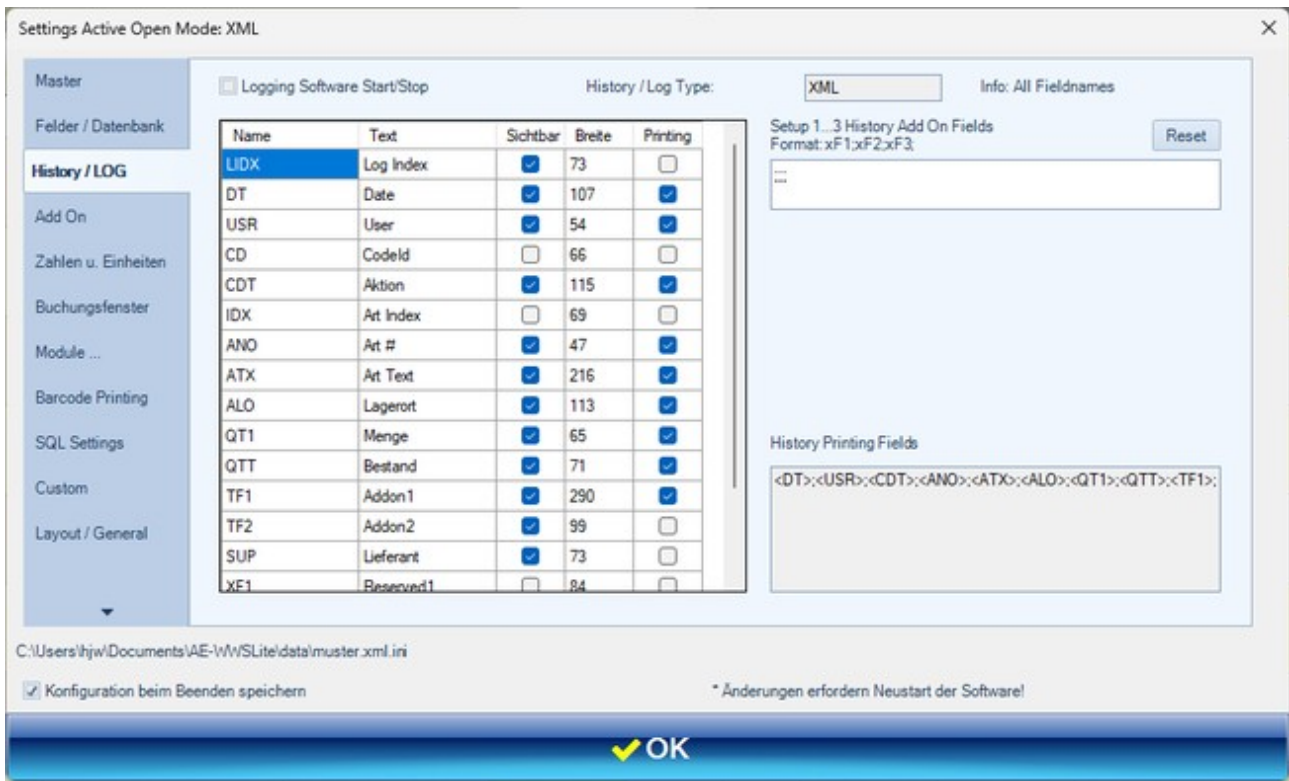 Settings Active Open Mode: XML
Master
Felder / Datenbank
History / LOG
Add On
Zahlen u. Einheiten
Buchungsfenster
Module ...
Barcode Printing
SQL Settings
Custom
Layout / General
Logging Software Start/Stop
History / Log Type:
XML
Info: All Fieldnames
Name Text Sichtbar Breite Printing
LIDX Log Index 73
DT Date 107
USR User 54
CD CodeId 66
CDT Aktion 115
IDX Art Index 69
ANO Art # 47
ATX Art Text 216
ALO Lagerort 113
QT1 Menge 65
QTT Bestand 71
TF1 Addon1 290
TF2 Addon2 99
SUP Lieferant 73
XF1 Reserved1 84
Setup 1...3 History Add On Fields
Format: xF1;xF2;xF3;
Reset
;;;;
History Printing Fields
<DT>;<USR>;<CDT>;<ANO>;<ATX>;<ALO>;<QT1>;<QTT>;<TF1>;
C:\Users\hjw\Documents\AE-WWSLite\data\muster.xml.ini
Konfiguration beim Beenden speichern
* Änderungen erfordern Neustart der Software!
OK